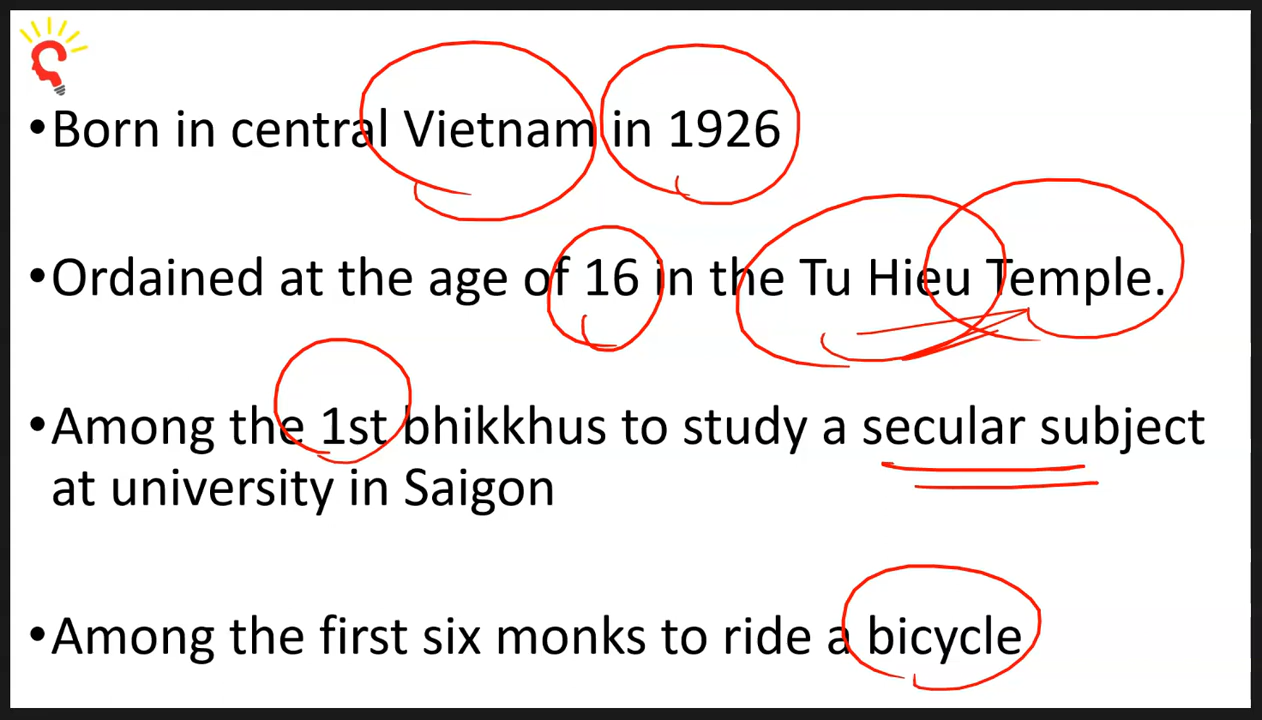 •Born in central Vietnam in 1926
•Ordained at the age of 16 in the Tu Hieu Temple.
•Among the 1st bhikkhus to study a secular subject
at university in Saigon
•Among the first six monks to ride a bicycle